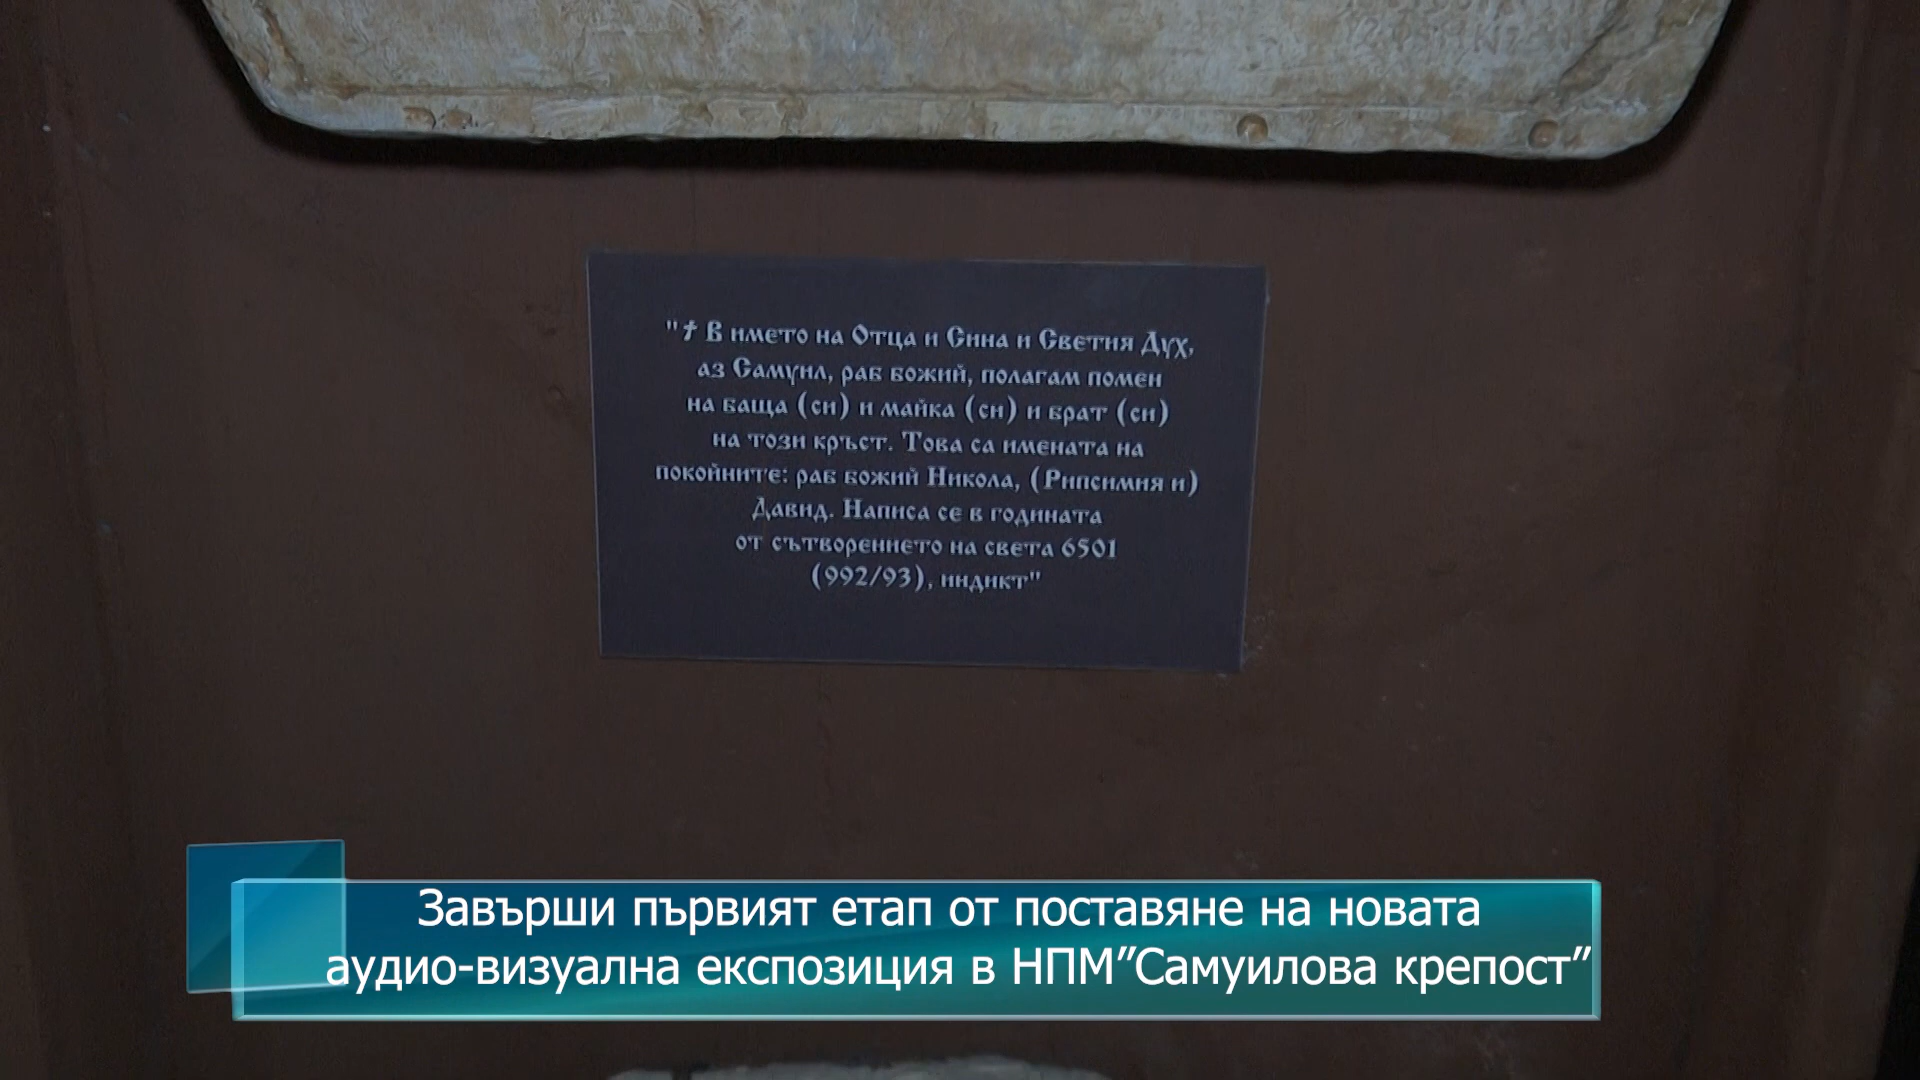 "† В името на Отца и Сина и Светия Дух,
аз Самуил, раб божий, полагам помен
на баща (си) и майка (си) и брат (си)
на този кръст. Това са имената на
покойните: раб божий Никола, (Рипсимия и)
Давид. Написа се в годината
от сътворението на света 6501
(992/93), индикт"
Завърши първият етап от поставяне на новата
аудио-визуална експозиция в НПМ”Самуилова крепост”